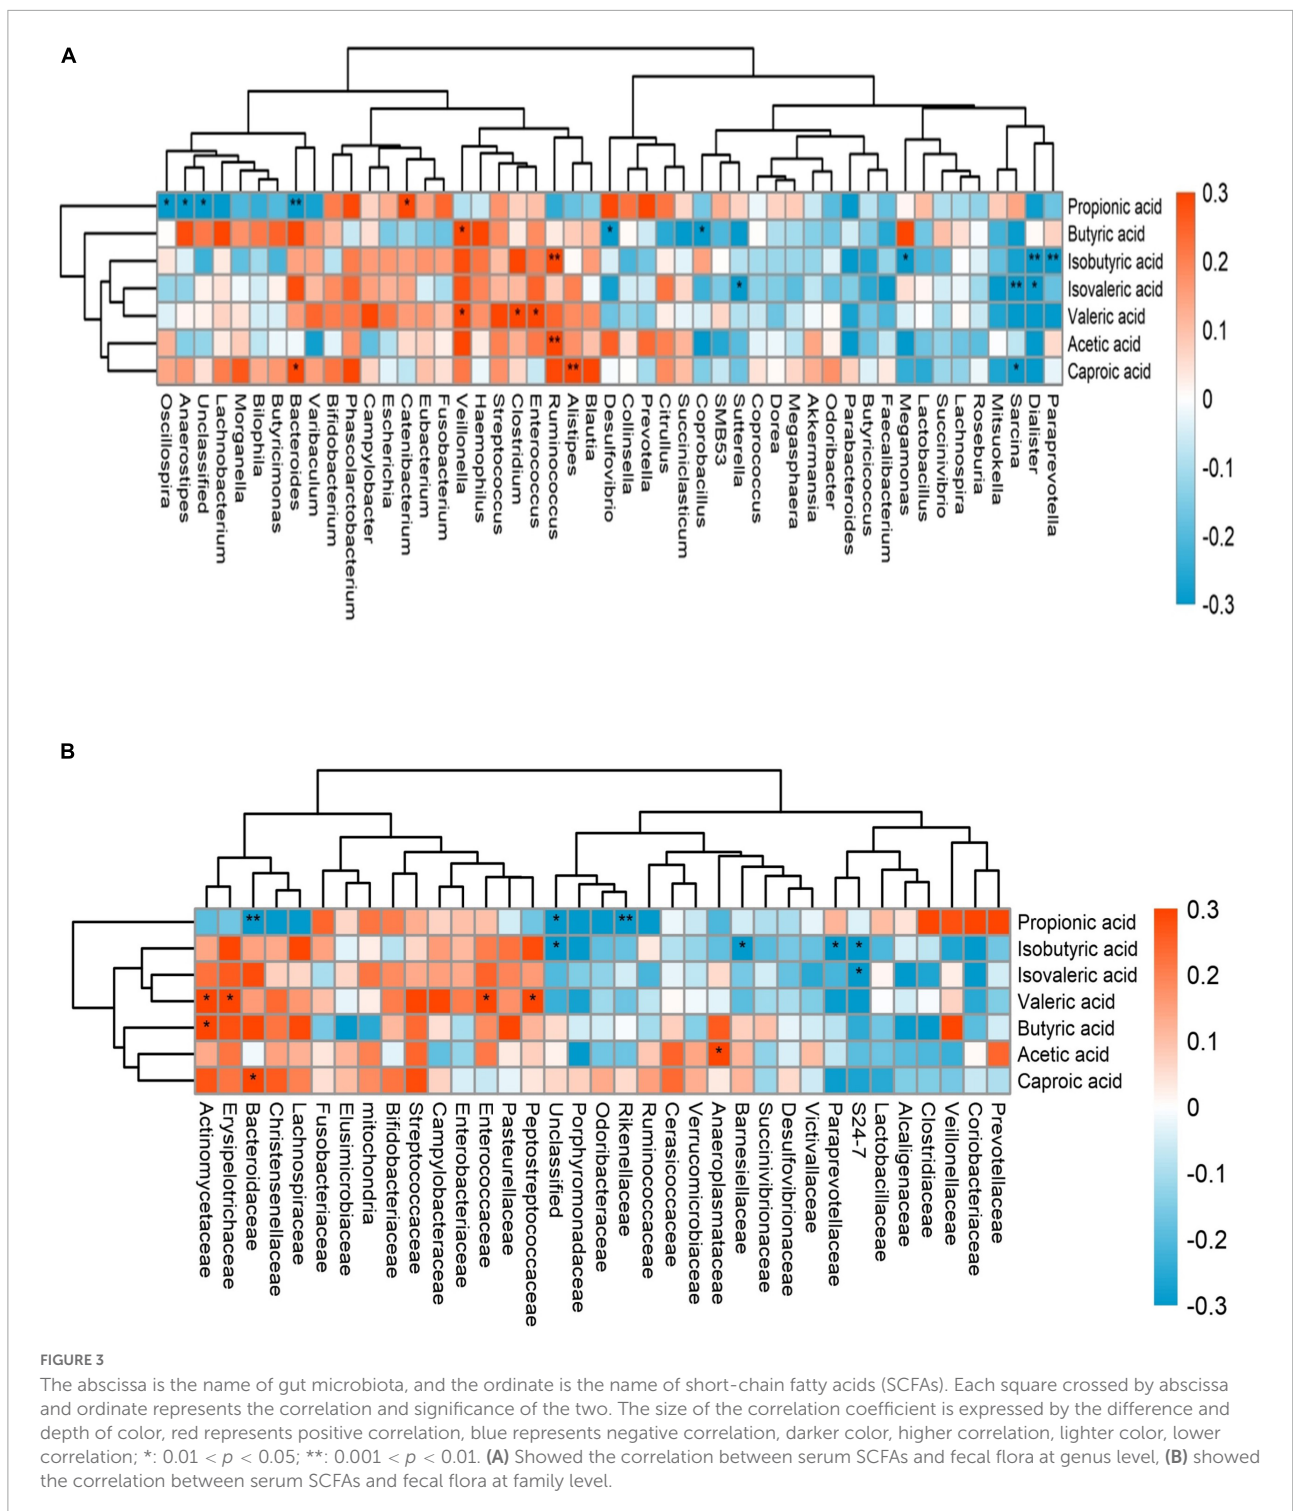 A
* * * ** *
Propionic acid
* * *
Butyric acid
** * ** **
Isobutyric acid
* ** *
Isovaleric acid
* * *
Valeric acid
**
Acetic acid
* ** *
Caproic acid
Oscillospira
Anaerostipes
Unclassified
Lachnobacterium
Morganella
Bilophila
Butyricimonas
Bacteroides
Varibaculum
Bifidobacterium
Phascolarctobacterium
Campylobacter
Escherichia
Catenibacterium
Eubacterium
Fusobacterium
Veillonella
Haemophilus
Streptococcus
Clostridium
Enterococcus
Ruminococcus
Alistipes
Blautia
Desulfovibrio
Collinsella
Prevotella
Citrullus
Succiniclasticum
Coprobacillus
SMB53
Sutterella
Coprococcus
Dorea
Megasphaera
Akkermansia
Odoribacter
Parabacteroides
Butyricicoccus
Faecalibacterium
Megamonas
Lactobacillus
Succinivibrio
Lachnospira
Roseburia
Mitsuokella
Sarcina
Dialister
Paraprevotella
0.3
0.2
0.1
0
-0.1
-0.2
-0.3
B
** * **
Propionic acid
* * * *
Isobutyric acid
*
Isovaleric acid
* * * *
Valeric acid
*
Butyric acid
*
Acetic acid
*
Caproic acid
Actinomycetaceae
Erysipelotrichaceae
Bacteroidaceae
Christensenellaceae
Lachnospiraceae
Fusobacteriaceae
Elusimicrobiaceae
mitochondria
Bifidobacteriaceae
Streptococcaceae
Campylobacteraceae
Enterobacteriaceae
Enterococcaceae
Pasteurellaceae
Peptostreptococcaceae
Unclassified
Porphyromonadaceae
Odoribacteraceae
Rikenellaceae
Ruminococcaceae
Cerasicoccaceae
Verrucomicrobiaceae
Anaeroplasmataceae
Barnesiellaceae
Succinivibrionaceae
Desulfovibrionaceae
Victivallaceae
Paraprevotellaceae
S24-7
Lactobacillaceae
Alcaligenaceae
Clostridiaceae
Veillonellaceae
Coriobacteriaceae
Prevotellaceae
0.3
0.2
0.1
0
-0.1
-0.2
-0.3
FIGURE 3
The abscissa is the name of gut microbiota, and the ordinate is the name of short-chain fatty acids (SCFAs). Each square crossed by abscissa
and ordinate represents the correlation and significance of the two. The size of the correlation coefficient is expressed by the difference and
depth of color, red represents positive correlation, blue represents negative correlation, darker color, higher correlation, lighter color, lower
correlation; *: 0.01 < p < 0.05; **: 0.001 < p < 0.01. (A) Showed the correlation between serum SCFAs and fecal flora at genus level, (B) showed
the correlation between serum SCFAs and fecal flora at family level.